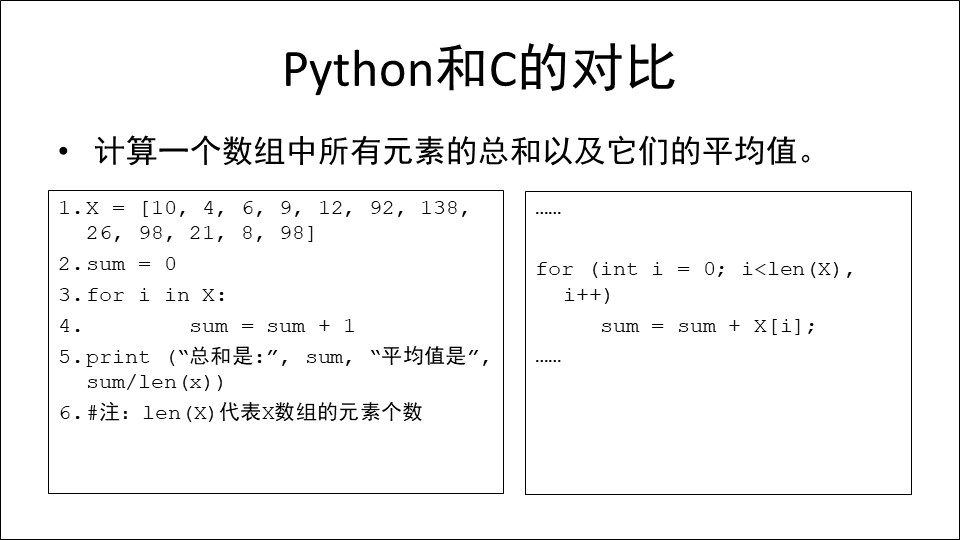 Python和C的对比
• 计算一个数组中所有元素的总和以及它们的平均值。
1.X = [10, 4, 6, 9, 12, 92, 138,
26, 98, 21, 8, 98]
2.sum = 0
3.for i in X:
4. sum = sum + 1
5.print (“总和是:”, sum, “平均值是”,
sum/len(x))
6.#注：len(X)代表X数组的元素个数
……
for (int i = 0; i<len(X),
i++)
sum = sum + X[i];
……